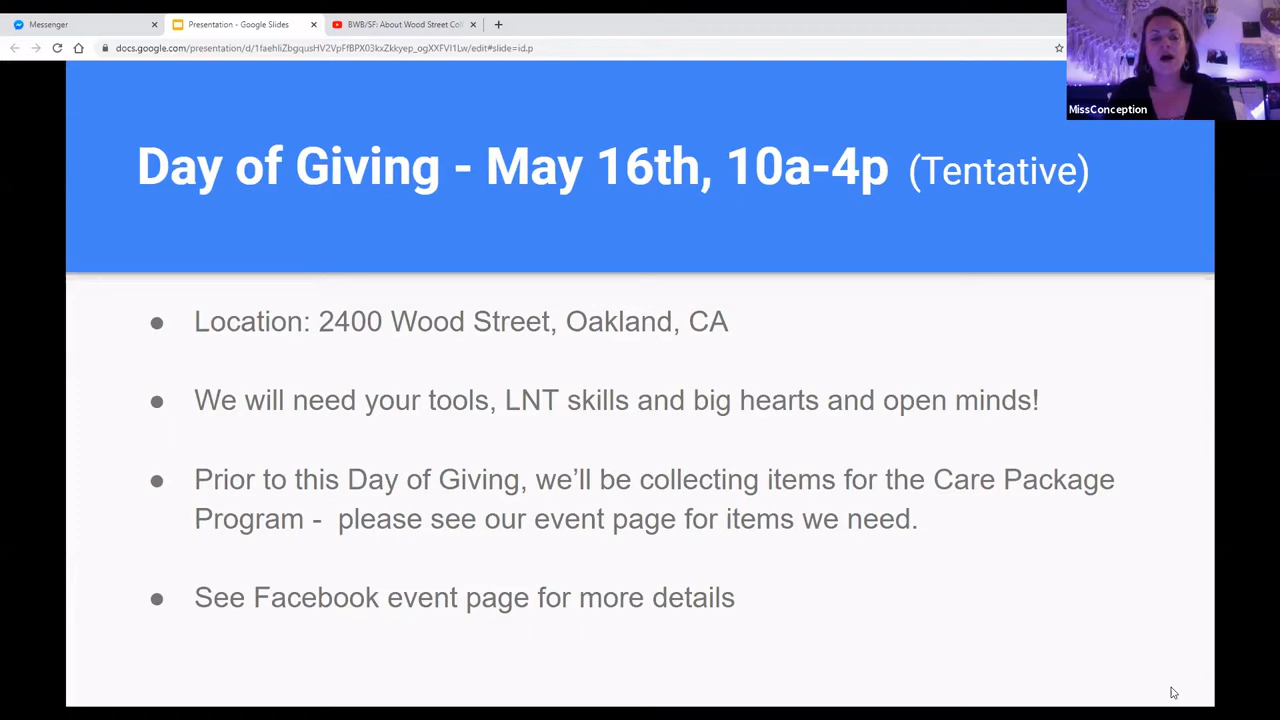 Messenger
Presentation - Google Slides
BWB/SF: About Wood Street Col
docs.google.com/presentation/d/1faehliZbgqusHV2VpFfBPX03kxZkkyep_ogXXFVI1Lw/edit#slide=id.p
MissConception
Day of Giving - May 16th, 10a-4p (Tentative)
● Location: 2400 Wood Street, Oakland, CA
● We will need your tools, LNT skills and big hearts and open minds!
● Prior to this Day of Giving, we’ll be collecting items for the Care Package
Program - please see our event page for items we need.
● See Facebook event page for more details